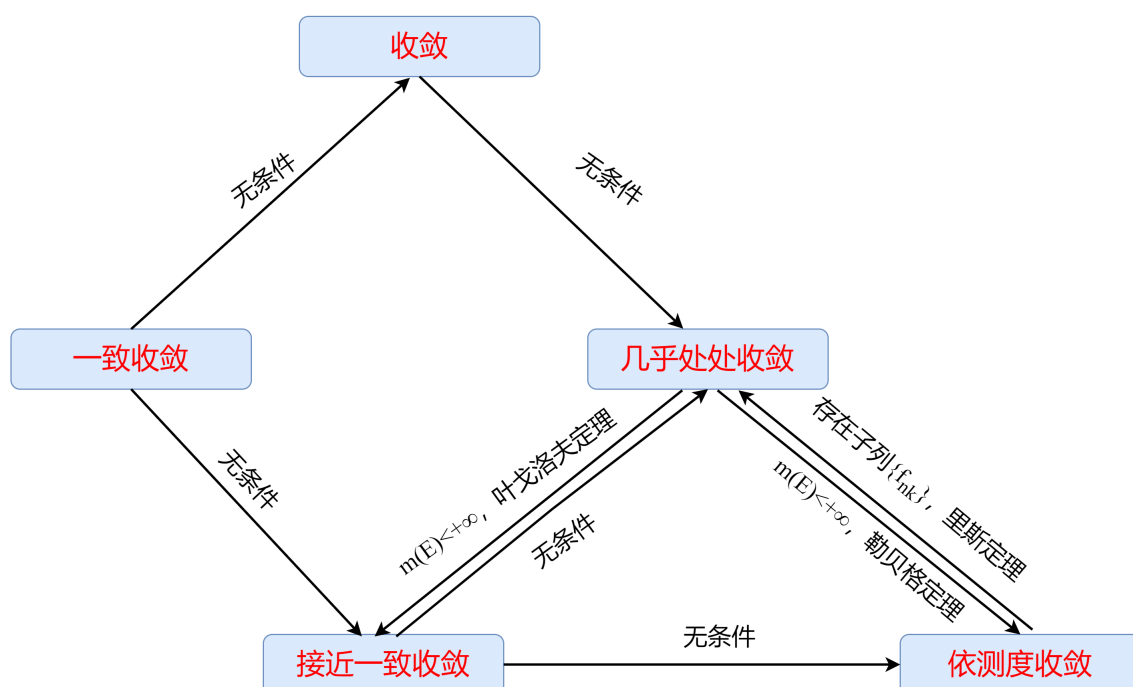 收敛
无条件
无条件
一致收敛
几乎处处收敛
无条件
m(E)<+∞，叶戈洛夫定理
无条件
存在子列{fnk}，里斯定理
m(E)<+∞，勒贝格定理
接近一致收敛
无条件
依测度收敛